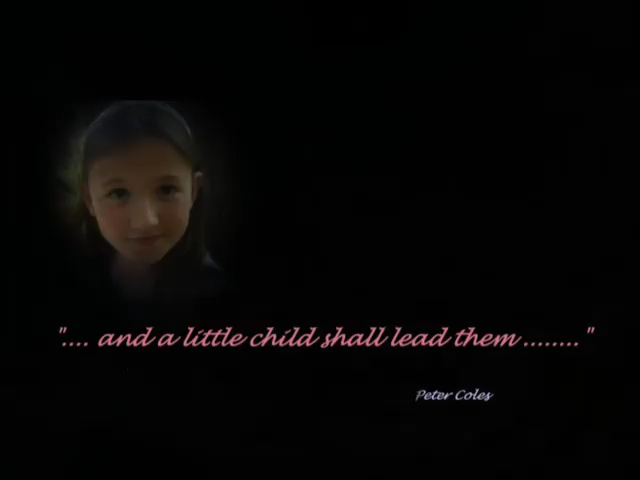 ".... and a little child shall lead them ........"
Peter Coles